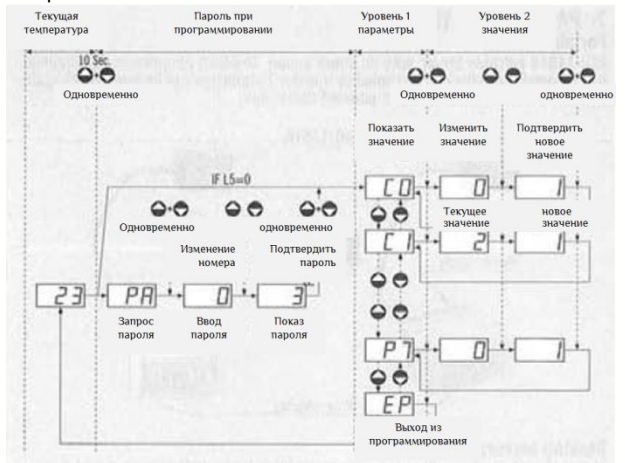 Текущая
температура
Пароль при
программировании
Уровень 1
параметры
Уровень 2
значения
10 Sec.
Одновременно
Одновременно
одновременно
Показать
значение
Изменить
значение
Подтвердить
новое
значение
IF L5=0
C0
0
1
Одновременно
одновременно
Текущее
значение
новое
значение
Изменение
номера
Подтвердить
пароль
C1
2
1
23
PA
0
3
Запрос
пароля
Ввод
пароля
Показ
пароля
P7
0
1
EP
Выход из
программирования